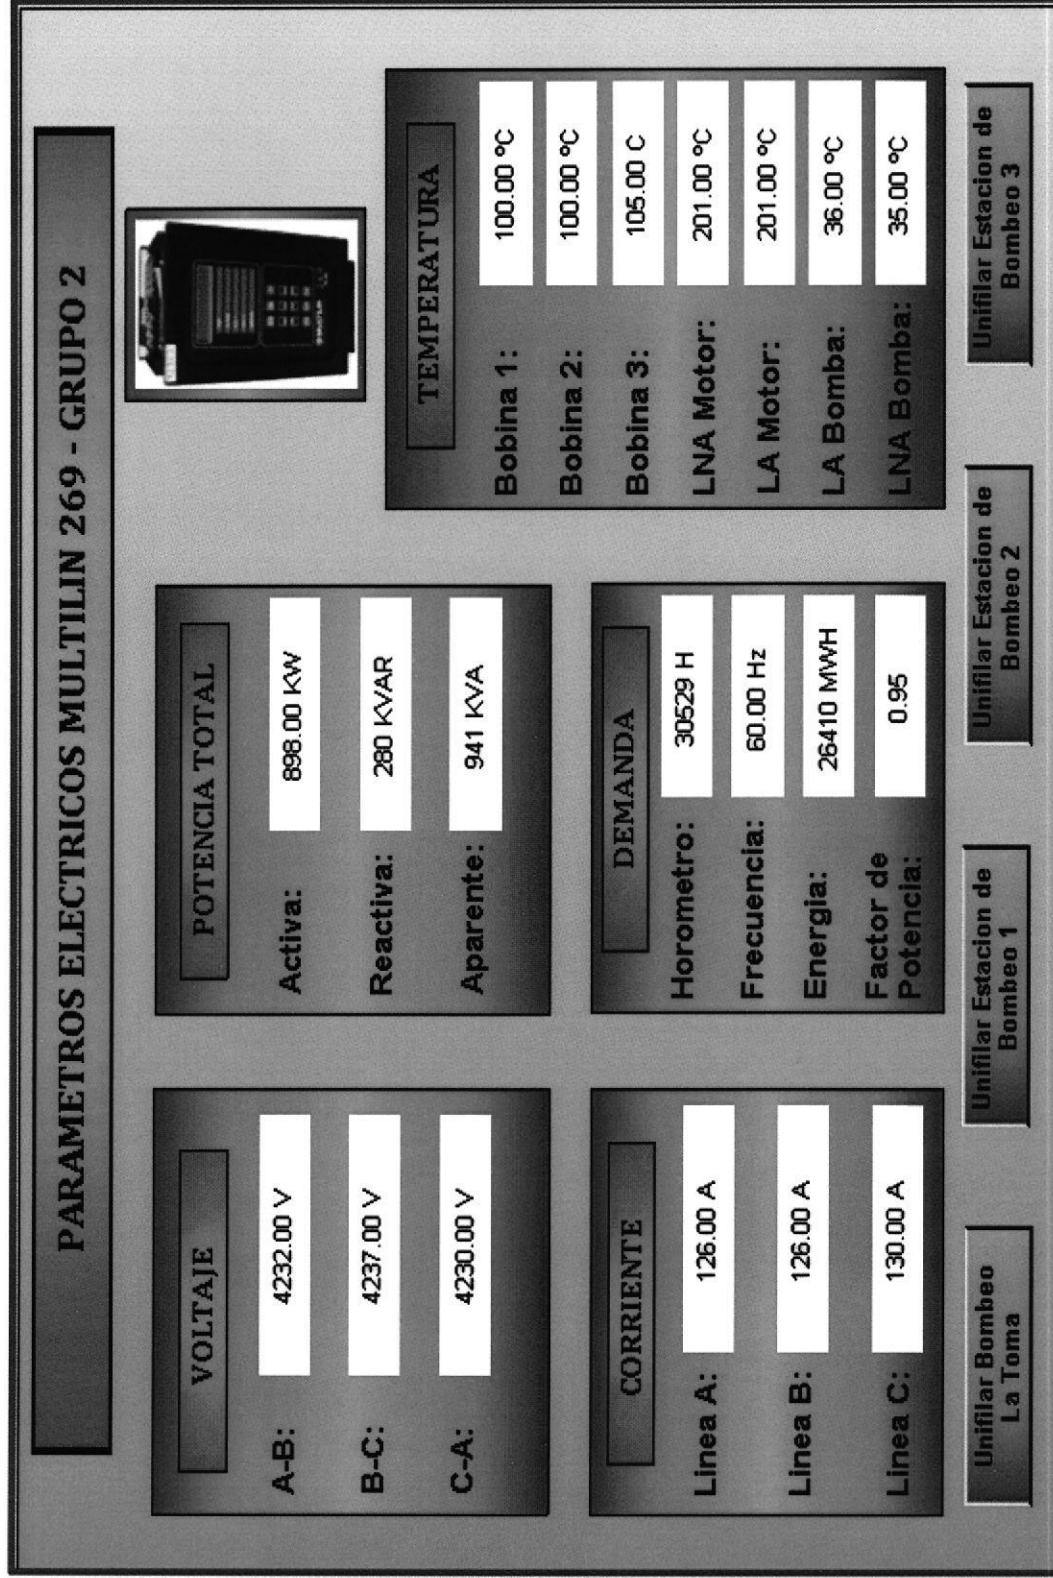 PARAMETROS ELECTRICOS MULTILIN 269 - GRUPO 2
VOLTAJE
A-B: 4232.00 V
B-C: 4237.00 V
C-A: 4230.00 V
POTENCIA TOTAL
Activa: 898.00 KW
Reactiva: 280 KVAR
Aparente: 941 KVA
CORRIENTE
Linea A: 126.00 A
Linea B: 126.00 A
Linea C: 130.00 A
DEMANDA
Horometro: 30529 H
Frecuencia: 60.00 Hz
Energia: 26410 MWH
Factor de
Potencia: 0.95
TEMPERATURA
Bobina 1: 100.00 ºC
Bobina 2: 100.00 ºC
Bobina 3: 105.00 C
LNA Motor: 201.00 ºC
LA Motor: 201.00 ºC
LA Bomba: 36.00 ºC
LNA Bomba: 35.00 ºC
Unifilar Bombeo
La Toma
Unifilar Estacion de
Bombeo 1
Unifilar Estacion de
Bombeo 2
Unifilar Estacion de
Bombeo 3